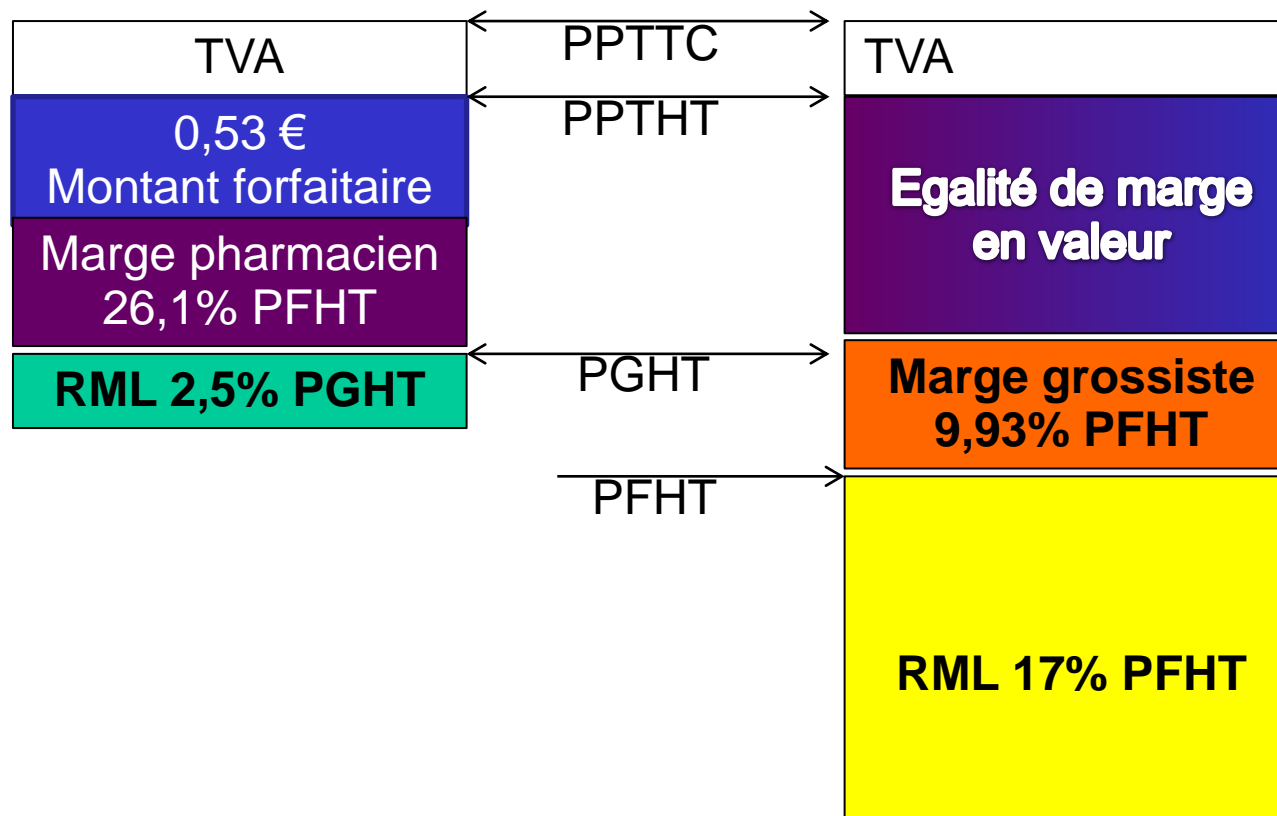 TVA
0,53 €
Montant forfaitaire
Marge pharmacien
26,1% PFHT
RML 2,5% PGHT
PPTTC
PPTHT
PGHT
PFHT
TVA
Egalité de marge
en valeur
Marge grossiste
9,93% PFHT
RML 17% PFHT